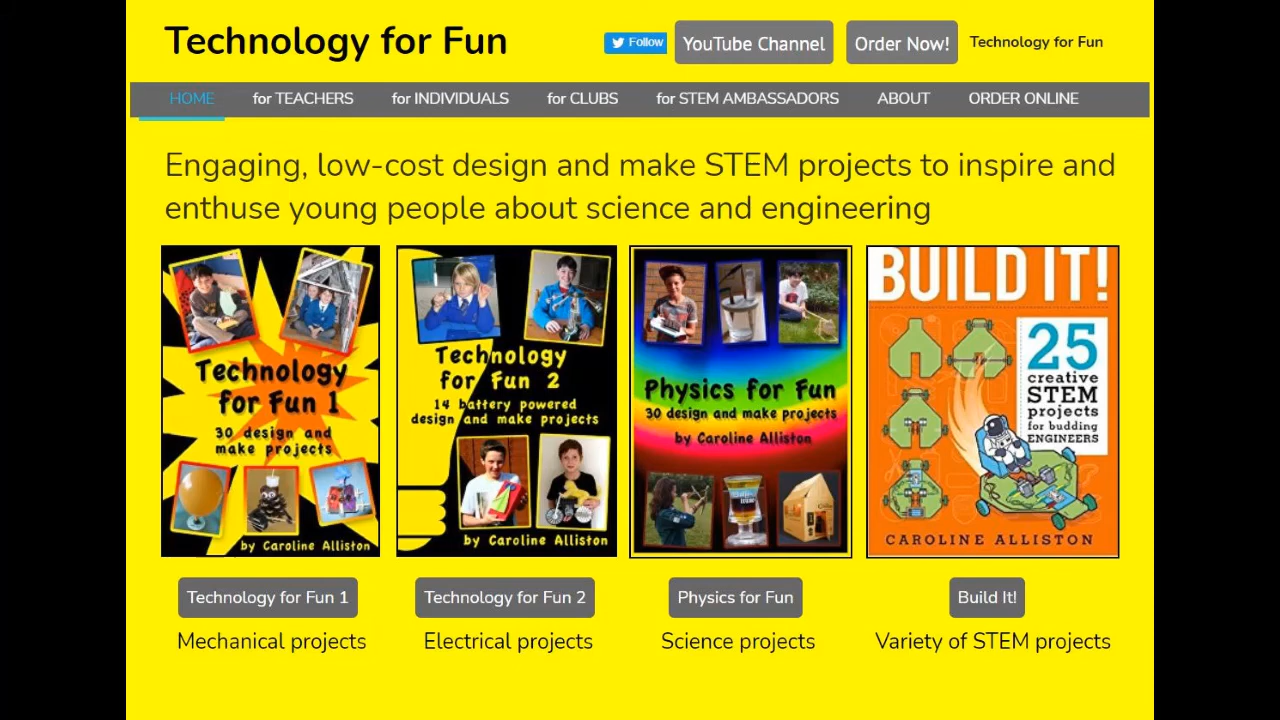 Technology for Fun
Follow
YouTube Channel
Order Now!
Technology for Fun
HOME
for TEACHERS
for INDIVIDUALS
for CLUBS
for STEM AMBASSADORS
ABOUT
ORDER ONLINE
Engaging, low-cost design and make STEM projects to inspire and
enthuse young people about science and engineering
Technology
for Fun 1
30 design and
make projects
by Caroline Alliston
Technology
for Fun 2
14 battery powered
design and make projects
by Caroline Alliston
Physics for Fun
30 design and make projects
by Caroline Alliston
BUILD IT!
25
creative
STEM
projects
for budding
ENGINEERS
CAROLINE ALLISTON
Technology for Fun 1
Technology for Fun 2
Physics for Fun
Build It!
Mechanical projects
Electrical projects
Science projects
Variety of STEM projects